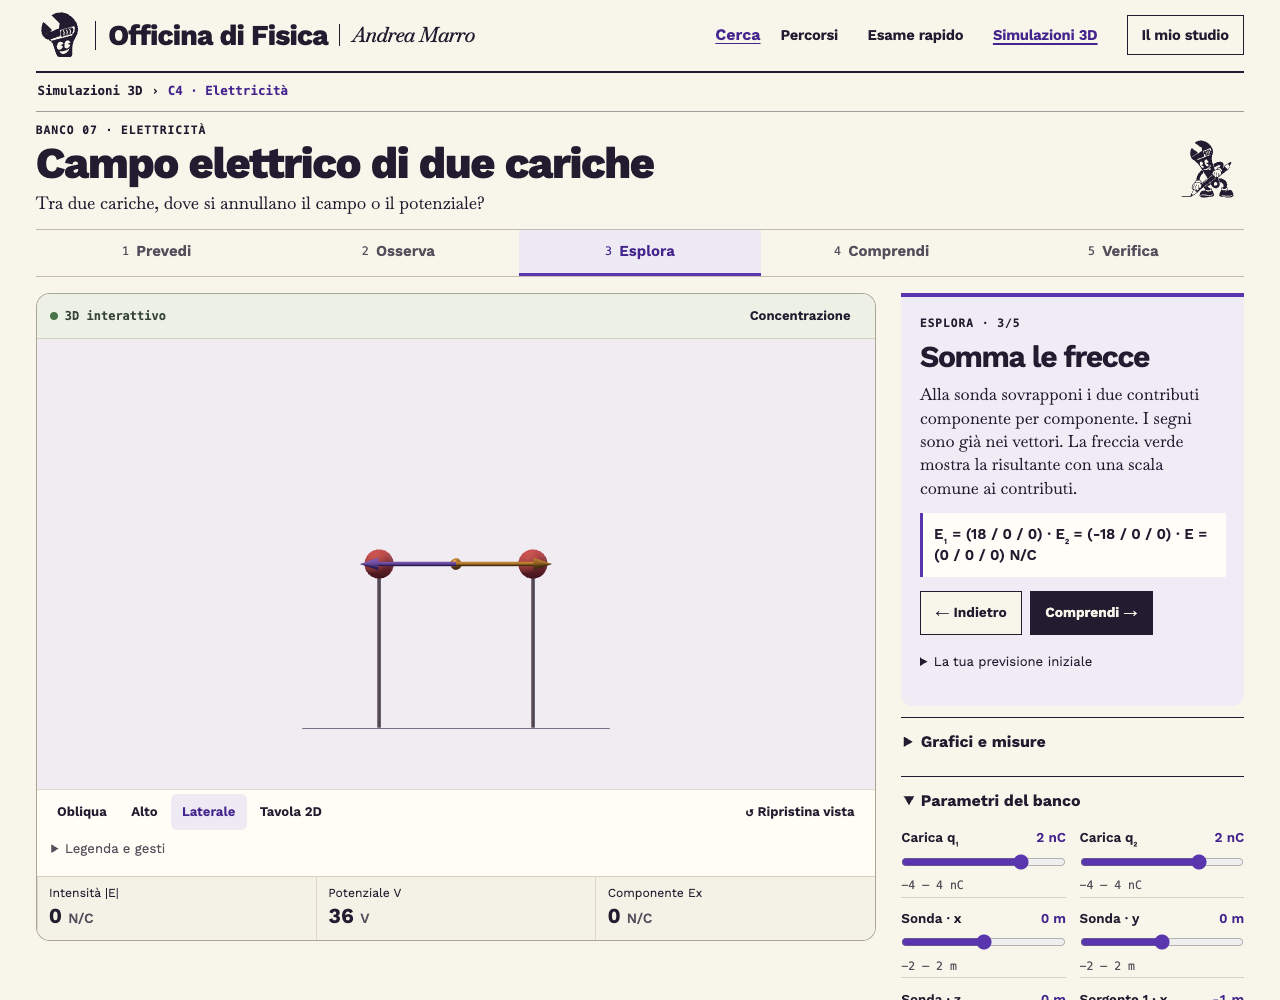 Officina di Fisica
Andrea Marro
Cerca
Percorsi
Esame rapido
Simulazioni 3D
Il mio studio
Simulazioni 3D › C4 · Elettricità
BANCO 07 · ELETTRICITÀ
Campo elettrico di due cariche
Tra due cariche, dove si annullano il campo o il potenziale?
1 Prevedi
2 Osserva
3 Esplora
4 Comprendi
5 Verifica
3D interattivo
Concentrazione
Obliqua
Alto
Laterale
Tavola 2D
↺ Ripristina vista
▶ Legenda e gesti
Intensità |E|
0 N/C
Potenziale V
36 V
Componente Ex
0 N/C
ESPLORA · 3/5
Somma le frecce
Alla sonda sovrapponi i due contributi
componente per componente. I segni
sono già nei vettori. La freccia verde
mostra la risultante con una scala
comune ai contributi.
E₁ = (18 / 0 / 0) · E₂ = (-18 / 0 / 0) · E =
(0 / 0 / 0) N/C
← Indietro
Comprendi →
▶ La tua previsione iniziale
▶ Grafici e misure
▼ Parametri del banco
Carica q₁ 2 nC
−4 — 4 nC
Carica q₂ 2 nC
−4 — 4 nC
Sonda · x 0 m
−2 — 2 m
Sonda · y 0 m
−2 — 2 m
Sonda · z 0 m
Sorgente 1 · x -1 m